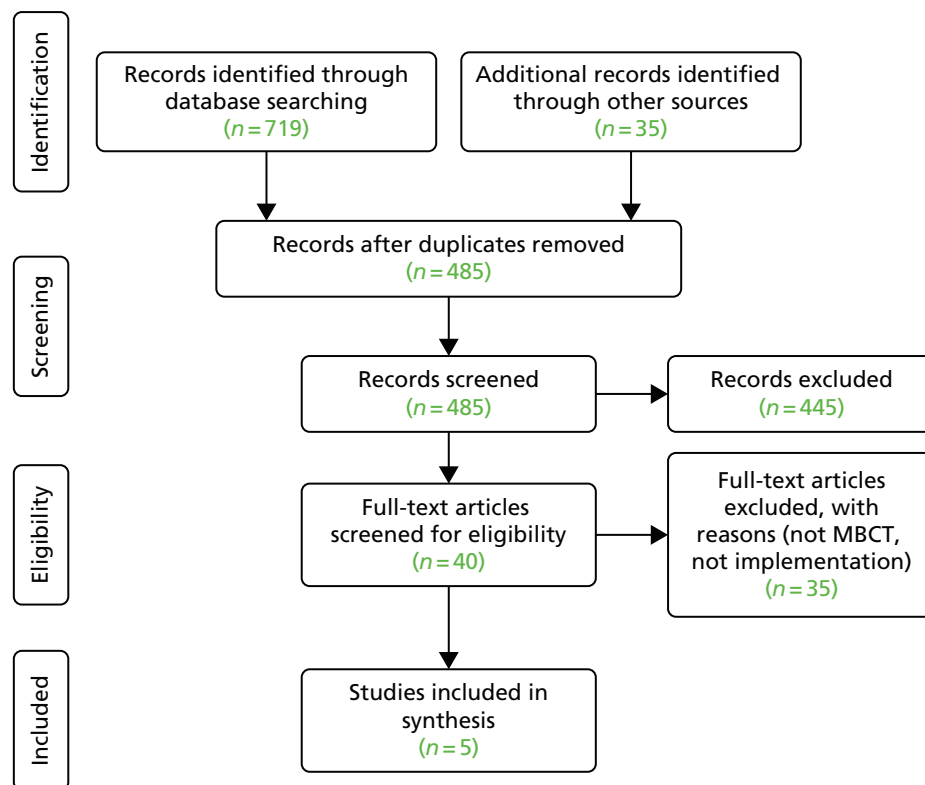 Identification
Records identified through
database searching
(n = 719)
Additional records identified
through other sources
(n = 35)
Records after duplicates removed
(n = 485)
Screening
Records screened
(n = 485)
Records excluded
(n = 445)
Eligibility
Full-text articles
screened for eligibility
(n = 40)
Full-text articles
excluded, with
reasons (not MBCT,
not implementation)
(n = 35)
Included
Studies included in
synthesis
(n = 5)